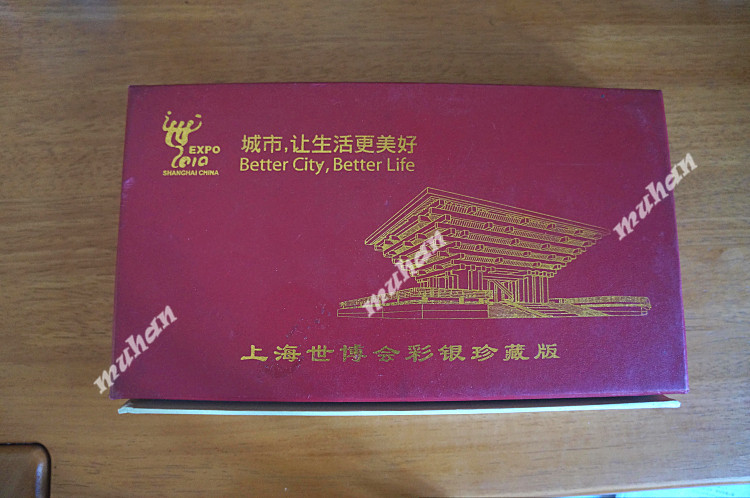 EXPO
2010
SHANGHAI CHINA
城市,让生活更美好
Better City, Better Life
上海世博会彩银珍藏版
muhan
muhan
muhan